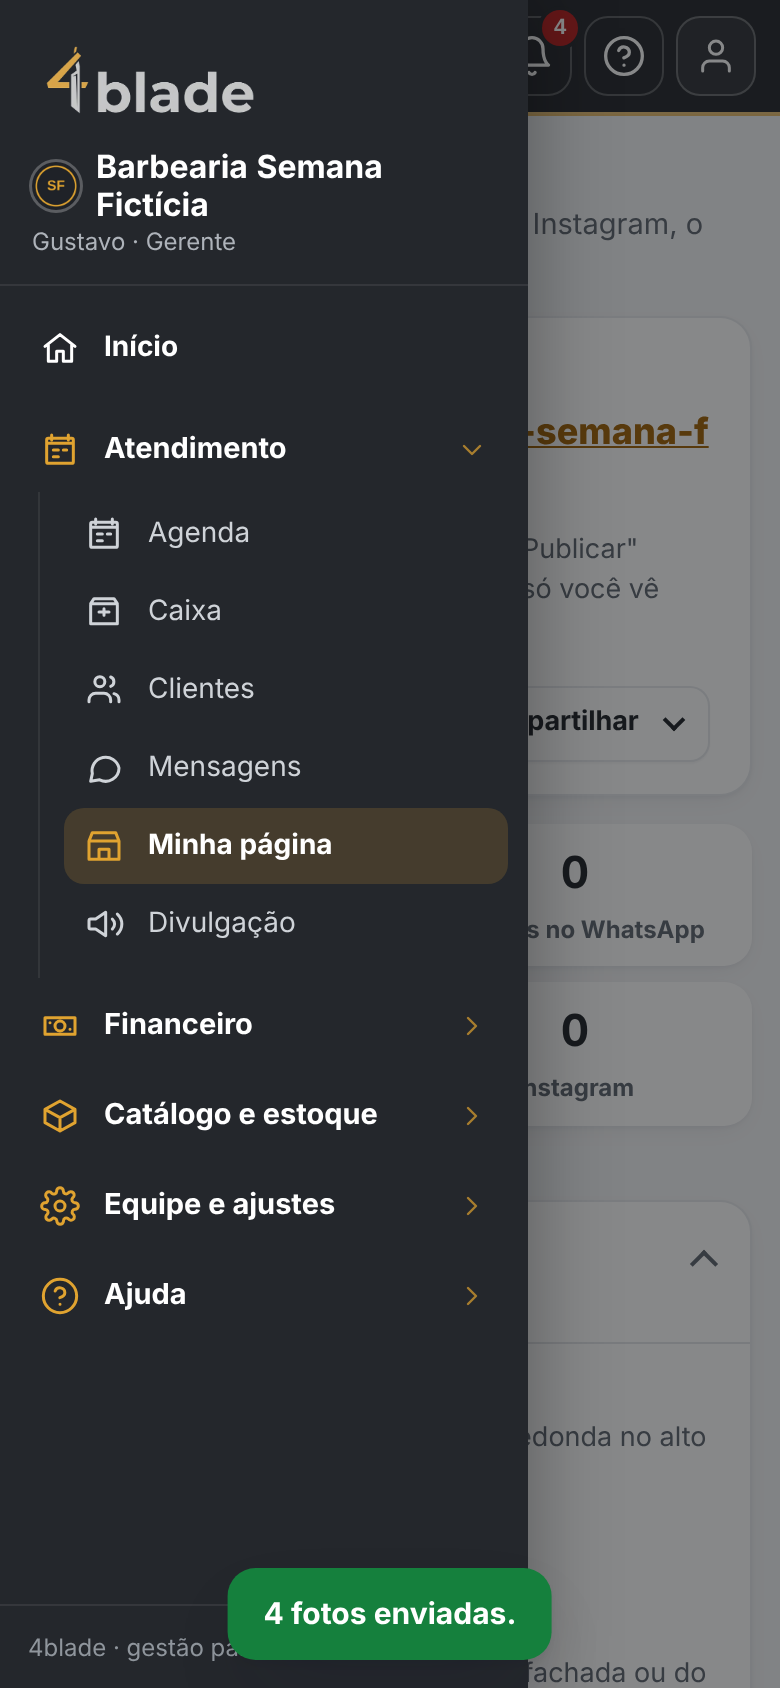 4blade
4
SF
Barbearia Semana
Fictícia
Gustavo · Gerente
Instagram, o
Início
-semana-f
Atendimento
Agenda
Publicar"
só você vê
Caixa
Clientes
partilhar
Mensagens
Minha página
0
s no WhatsApp
Divulgação
Financeiro
0
nstagram
Catálogo e estoque
Equipe e ajustes
Ajuda
edonda no alto
4 fotos enviadas.
4blade · gestão pa
fachada ou do